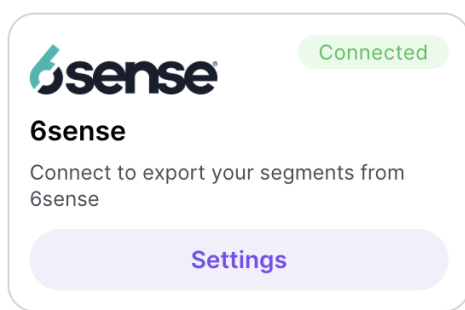 Connected
6sense
6sense
Connect to export your segments from
6sense
Settings